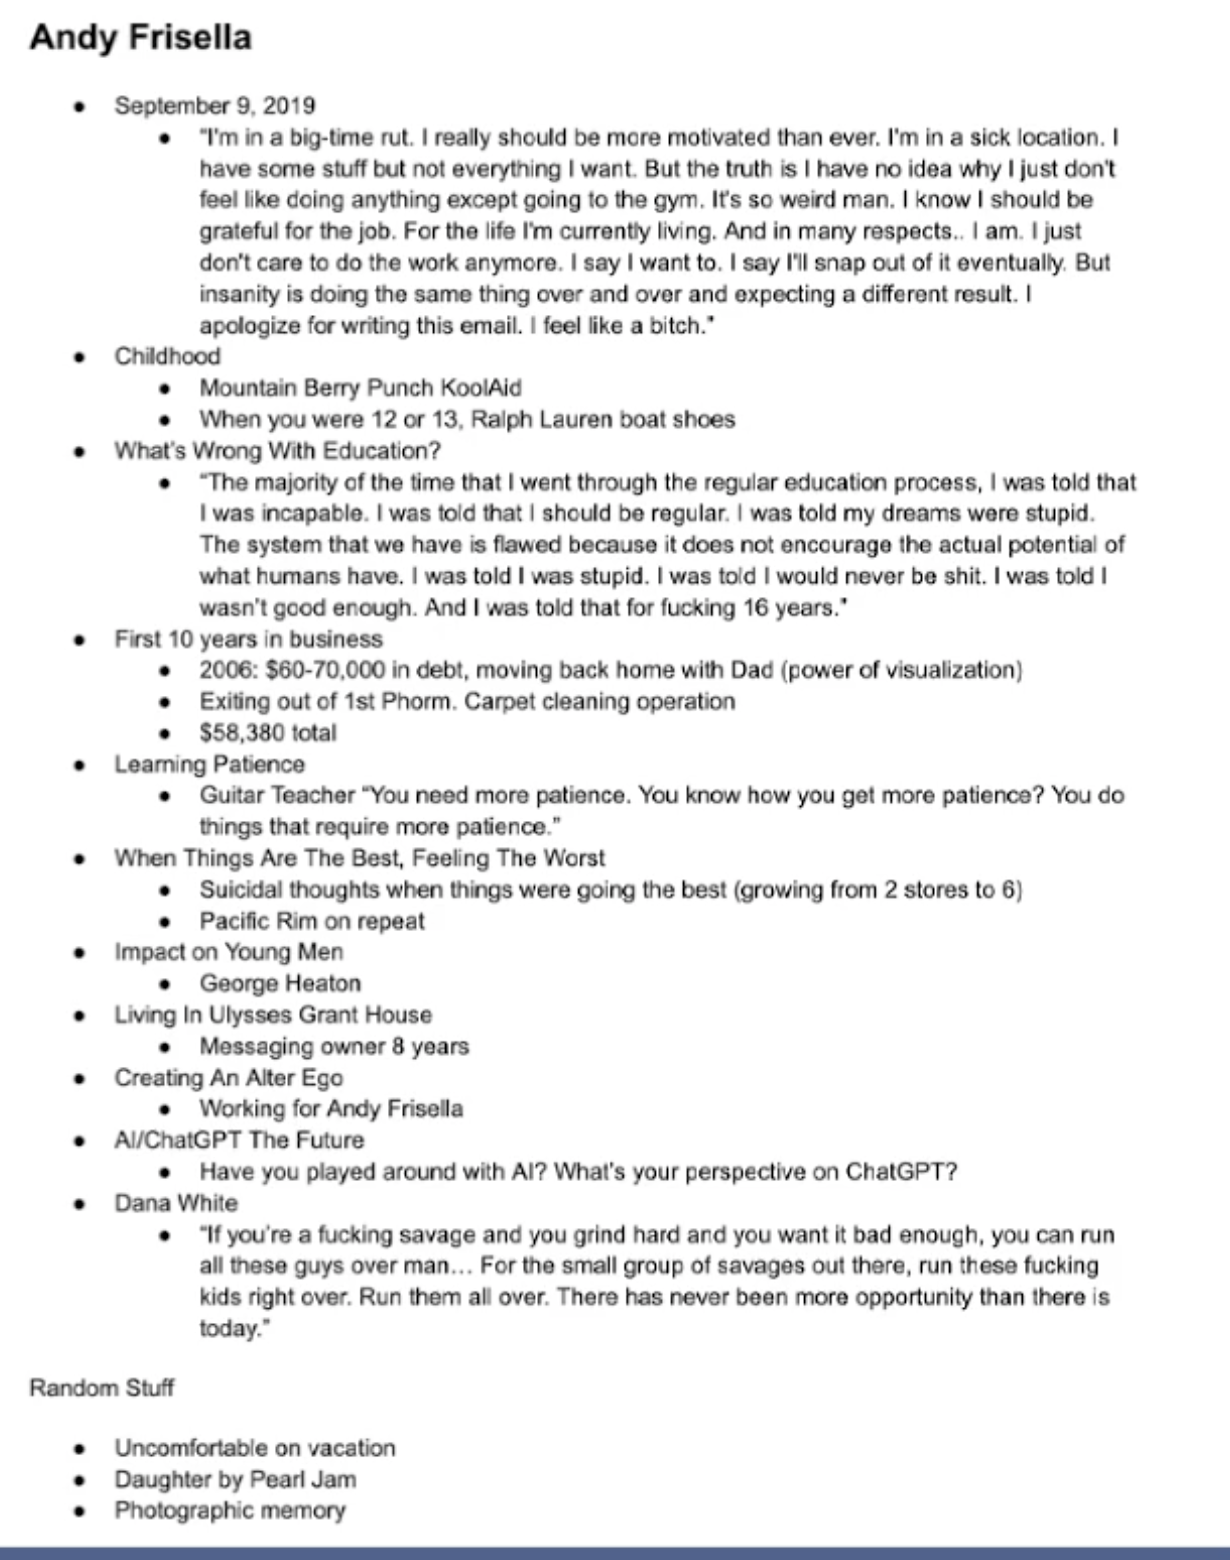 Andy Frisella
• September 9, 2019
• "I'm in a big-time rut. I really should be more motivated than ever. I'm in a sick location. I
have some stuff but not everything I want. But the truth is I have no idea why I just don't
feel like doing anything except going to the gym. It's so weird man. I know I should be
grateful for the job. For the life I'm currently living. And in many respects.. I am. I just
don't care to do the work anymore. I say I want to. I say I'll snap out of it eventually. But
insanity is doing the same thing over and over and expecting a different result. I
apologize for writing this email. I feel like a bitch."
• Childhood
• Mountain Berry Punch KoolAid
• When you were 12 or 13, Ralph Lauren boat shoes
• What's Wrong With Education?
• "The majority of the time that I went through the regular education process, I was told that
I was incapable. I was told that I should be regular. I was told my dreams were stupid.
The system that we have is flawed because it does not encourage the actual potential of
what humans have. I was told I was stupid. I was told I would never be shit. I was told I
wasn't good enough. And I was told that for fucking 16 years."
• First 10 years in business
• 2006: $60-70,000 in debt, moving back home with Dad (power of visualization)
• Exiting out of 1st Phorm. Carpet cleaning operation
• $58,380 total
• Learning Patience
• Guitar Teacher "You need more patience. You know how you get more patience? You do
things that require more patience."
• When Things Are The Best, Feeling The Worst
• Suicidal thoughts when things were going the best (growing from 2 stores to 6)
• Pacific Rim on repeat
• Impact on Young Men
• George Heaton
• Living In Ulysses Grant House
• Messaging owner 8 years
• Creating An Alter Ego
• Working for Andy Frisella
• AI/ChatGPT The Future
• Have you played around with AI? What's your perspective on ChatGPT?
• Dana White
• "If you're a fucking savage and you grind hard and you want it bad enough, you can run
all these guys over man... For the small group of savages out there, run these fucking
kids right over. Run them all over. There has never been more opportunity than there is
today."
Random Stuff
• Uncomfortable on vacation
• Daughter by Pearl Jam
• Photographic memory